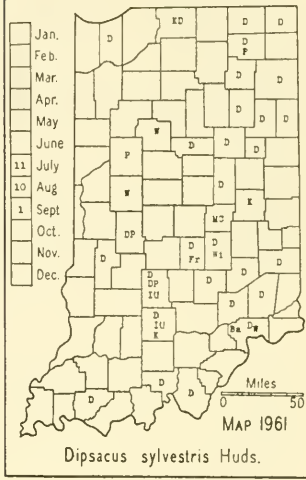 Jan.
Feb.
Mar.
Apr.
May
June
11 July
10 Aug
1 Sept
Oct.
Nov.
Dec.
D KD D D D
D
P
D D
D D D
W D D
P D
W K
MC
DP D D
Fr Wi
D D
DP
IU
D D
D
IU
K
Ba DW
D D
D
Miles
0 50
MAP 1961
Dipsacus sylvestris Huds.